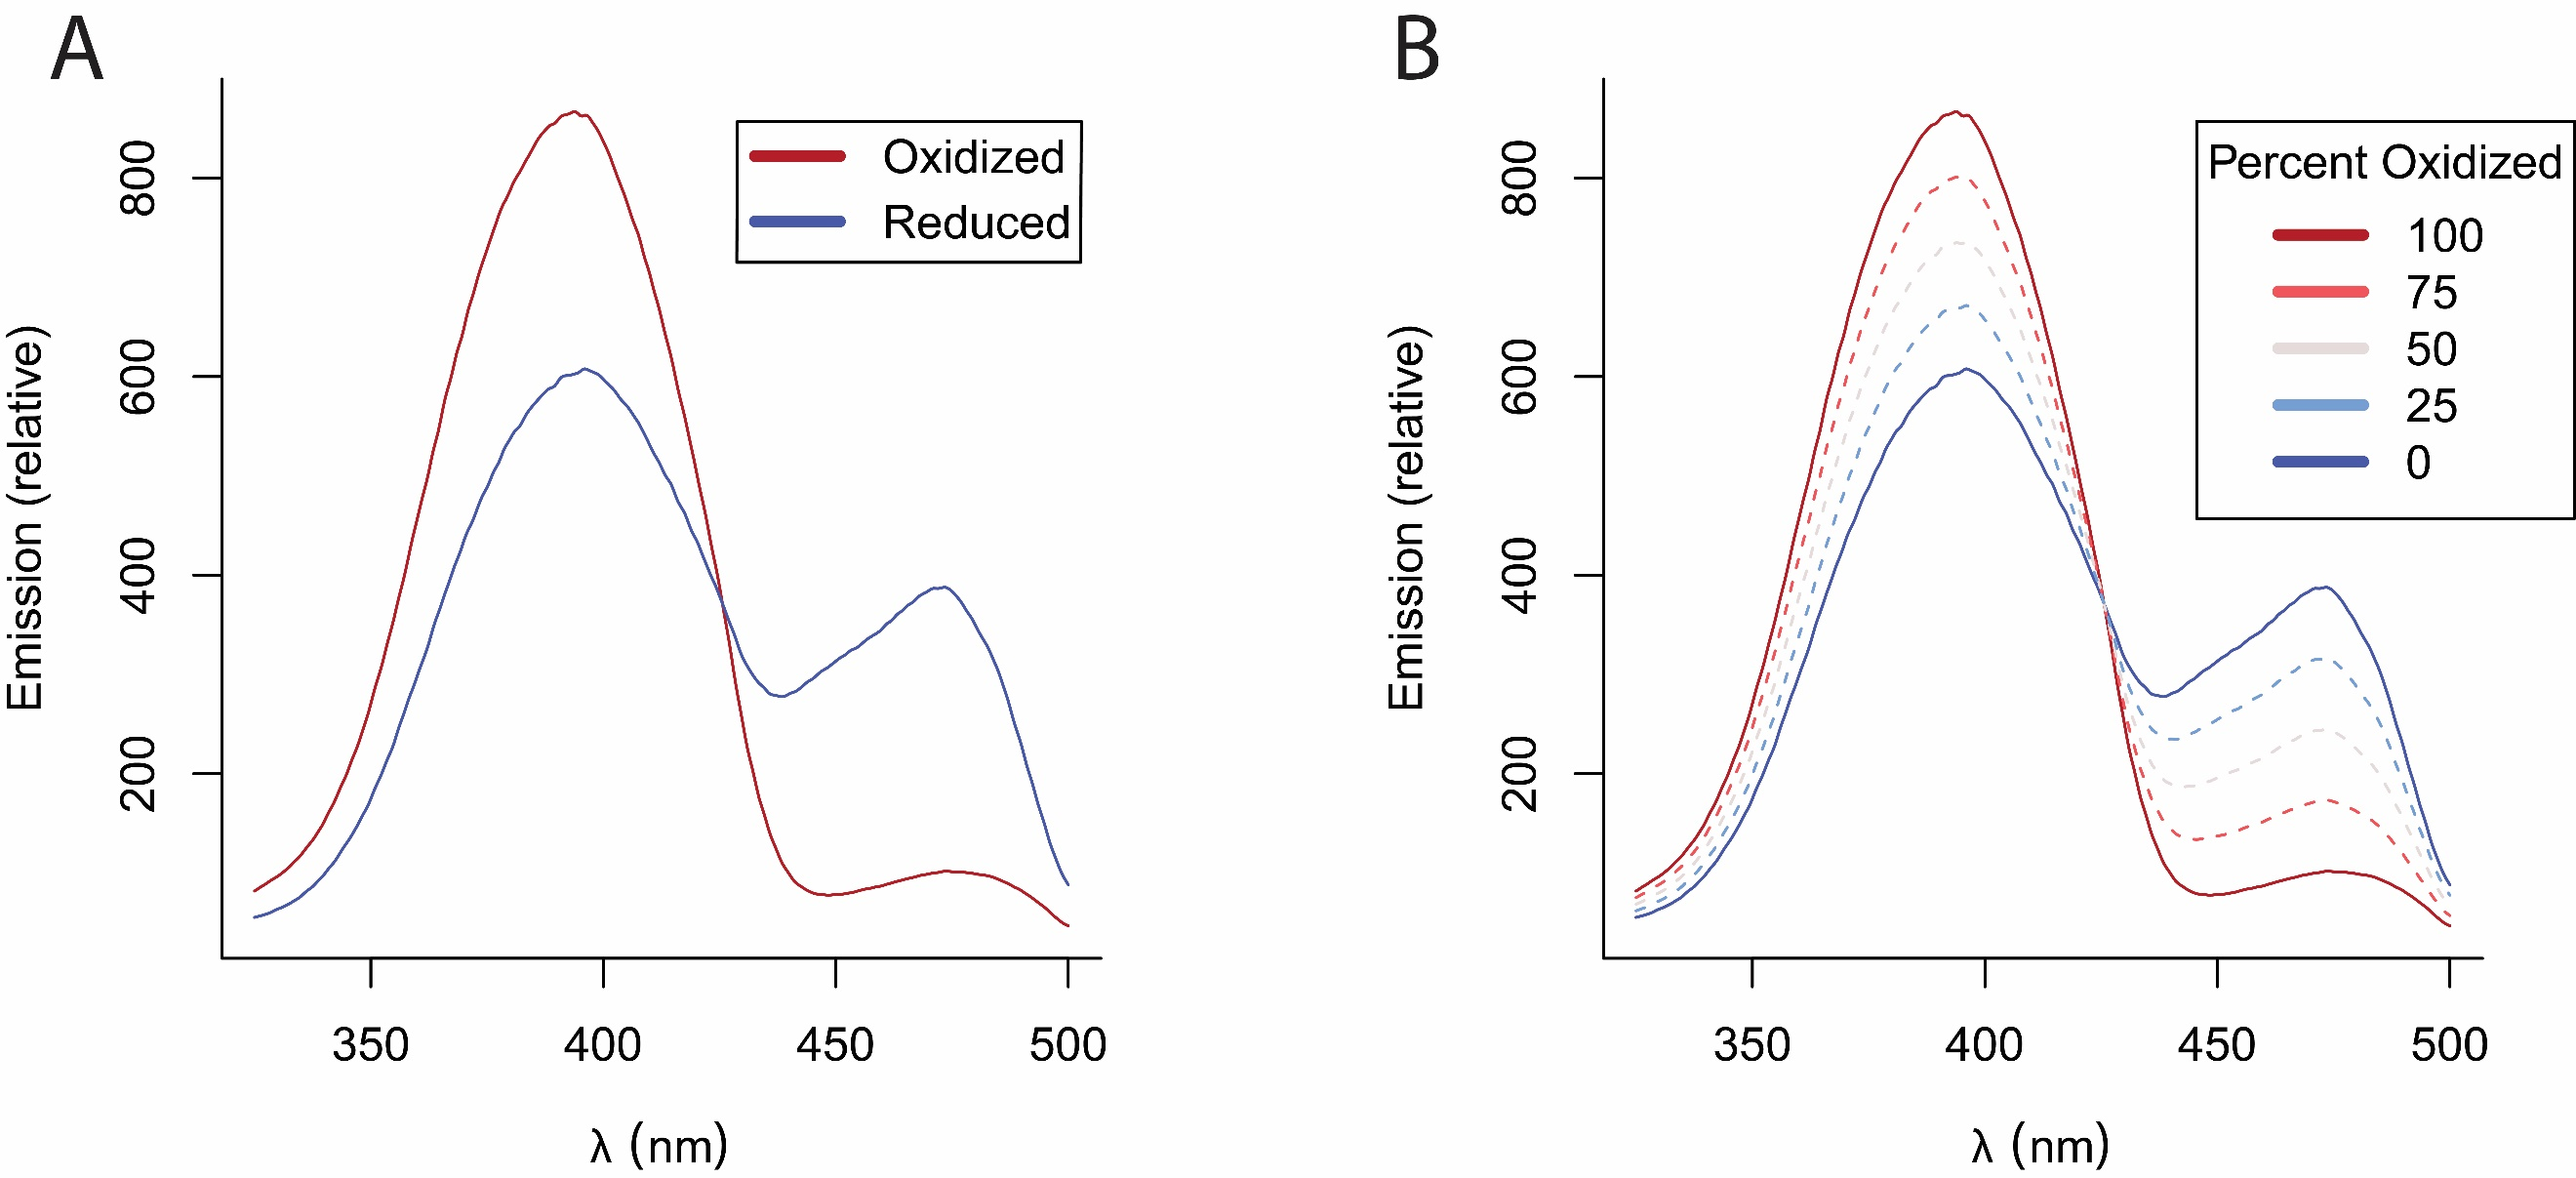 A
Emission (relative)
800
600
400
200
350 400 450 500
λ (nm)
Oxidized
Reduced
B
Emission (relative)
800
600
400
200
350 400 450 500
λ (nm)
Percent Oxidized
100
75
50
25
0